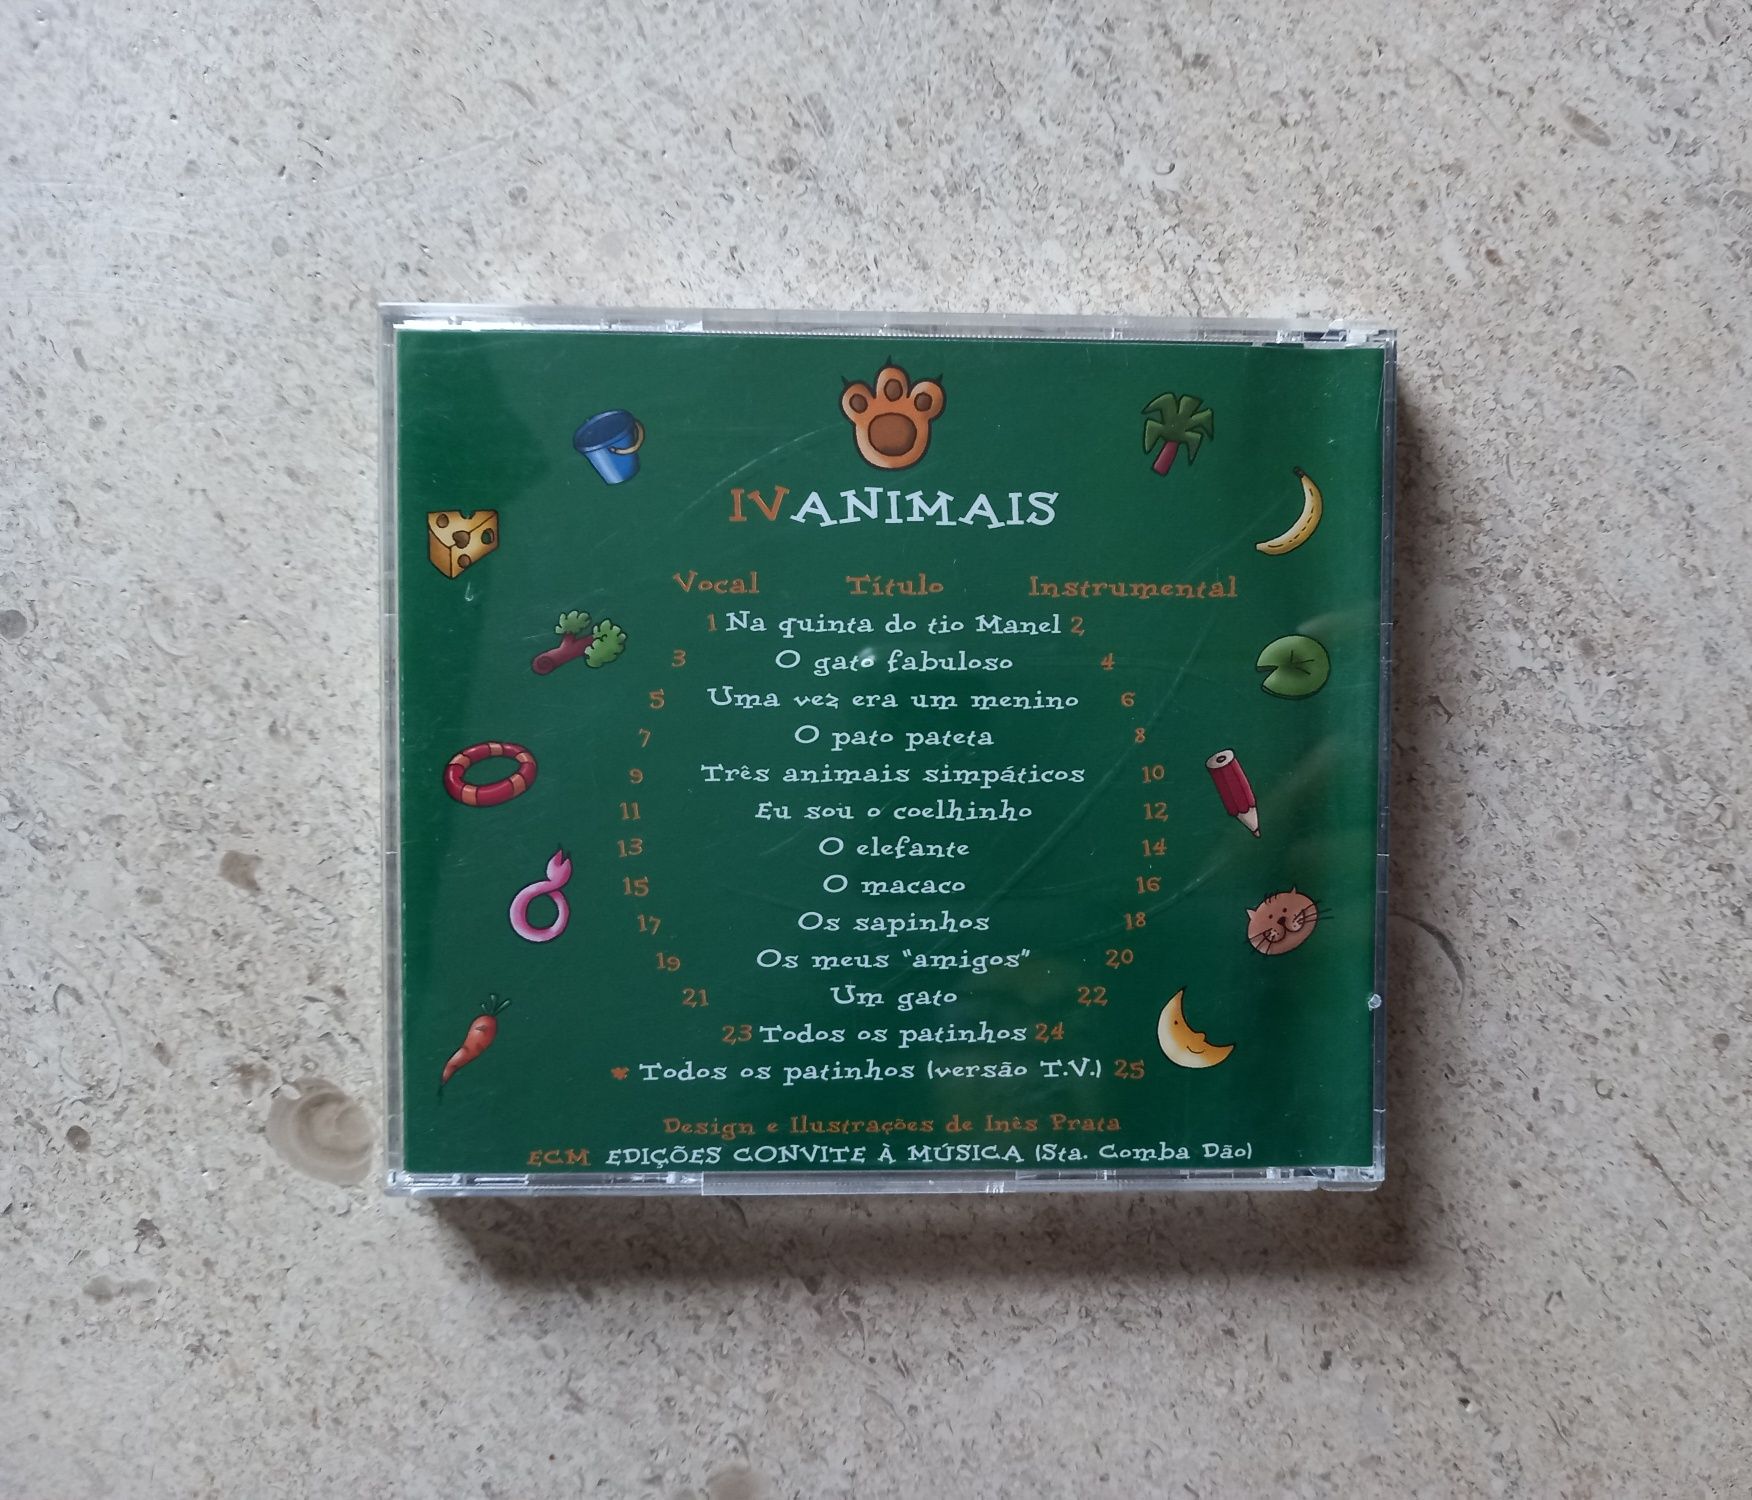 IV ANIMAIS
Vocal Título Instrumental
1 Na quinta do tio Manel 2
3 O gato fabuloso 4
5 Uma vez era um menino 6
7 O pato pateta 8
9 Três animais simpáticos 10
11 Eu sou o coelhinho 12
13 O elefante 14
15 O macaco 16
17 Os sapinhos 18
19 Os meus "amigos" 20
21 Um gato 22
23 Todos os patinhos 24
* Todos os patinhos (versão T.V.) 25
Design e Ilustrações de Inês Prata
ECM EDIÇÕES CONVITE À MÚSICA (Sta. Comba Dão)